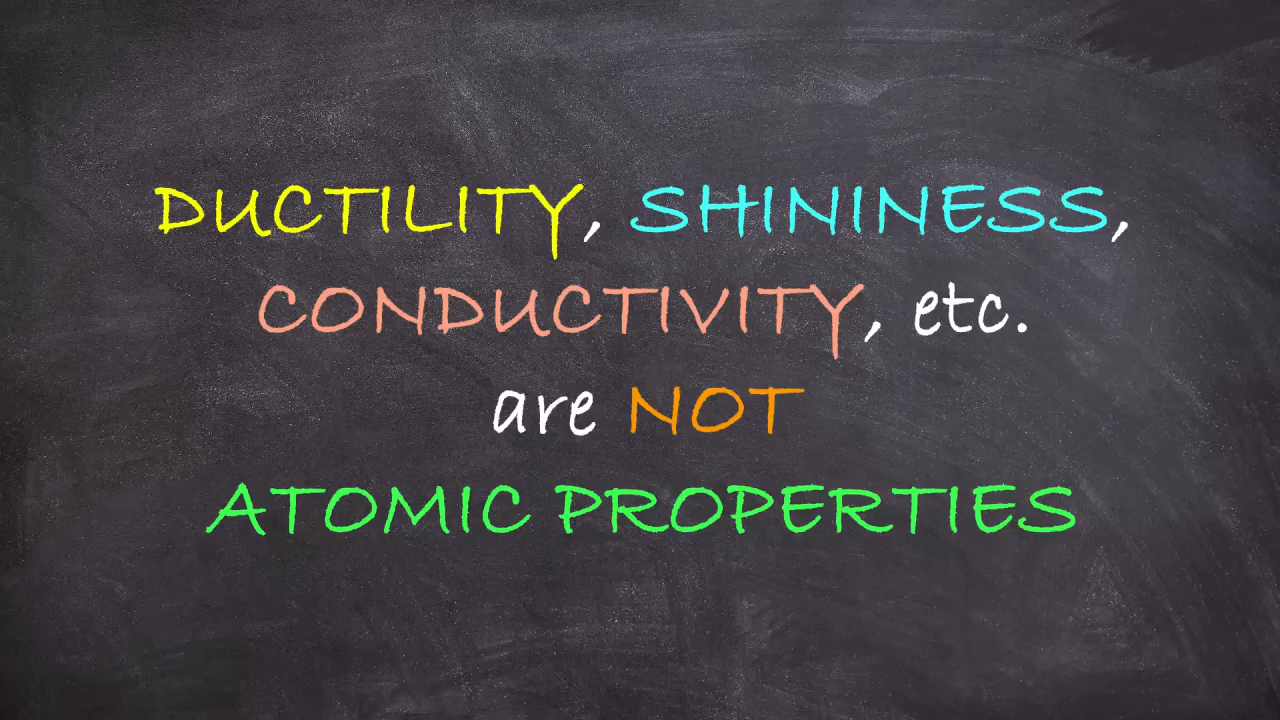 DUCTILITY, SHININESS,
CONDUCTIVITY, etc.
are NOT
ATOMIC PROPERTIES